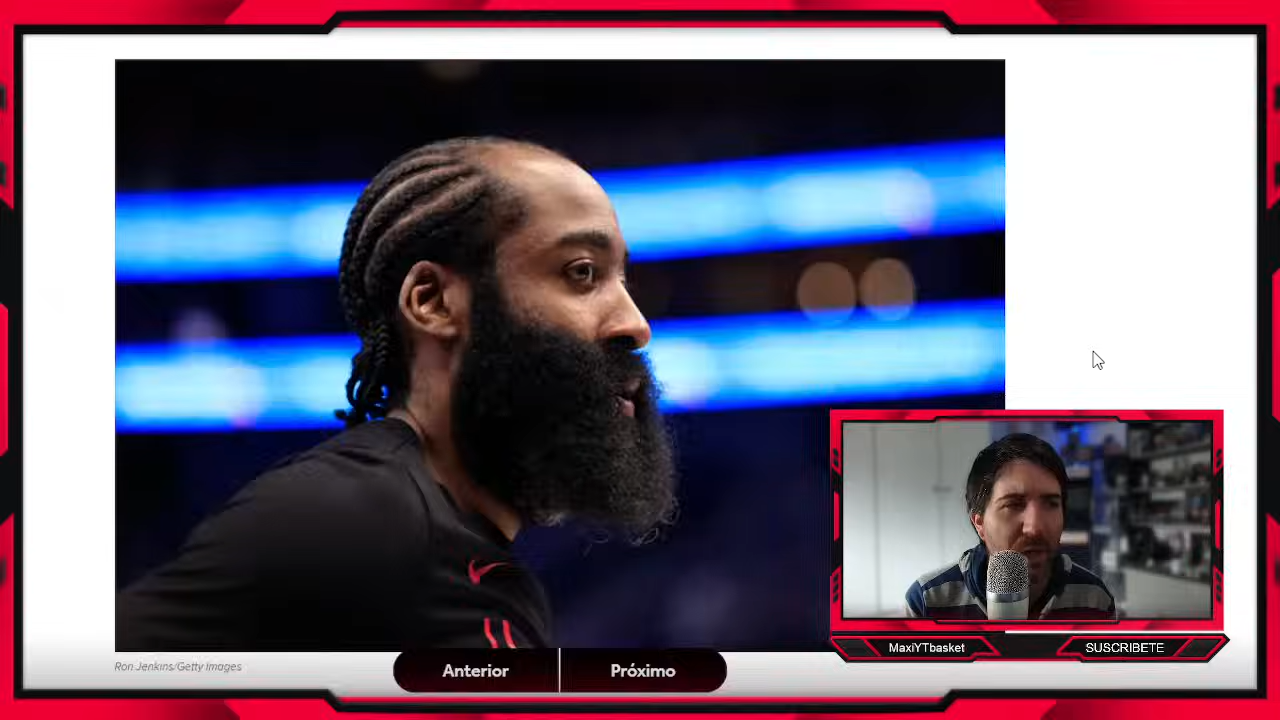 Ron Jenkins/Getty Images
Anterior
Próximo
MaxiYTbasket
SUSCRIBETE